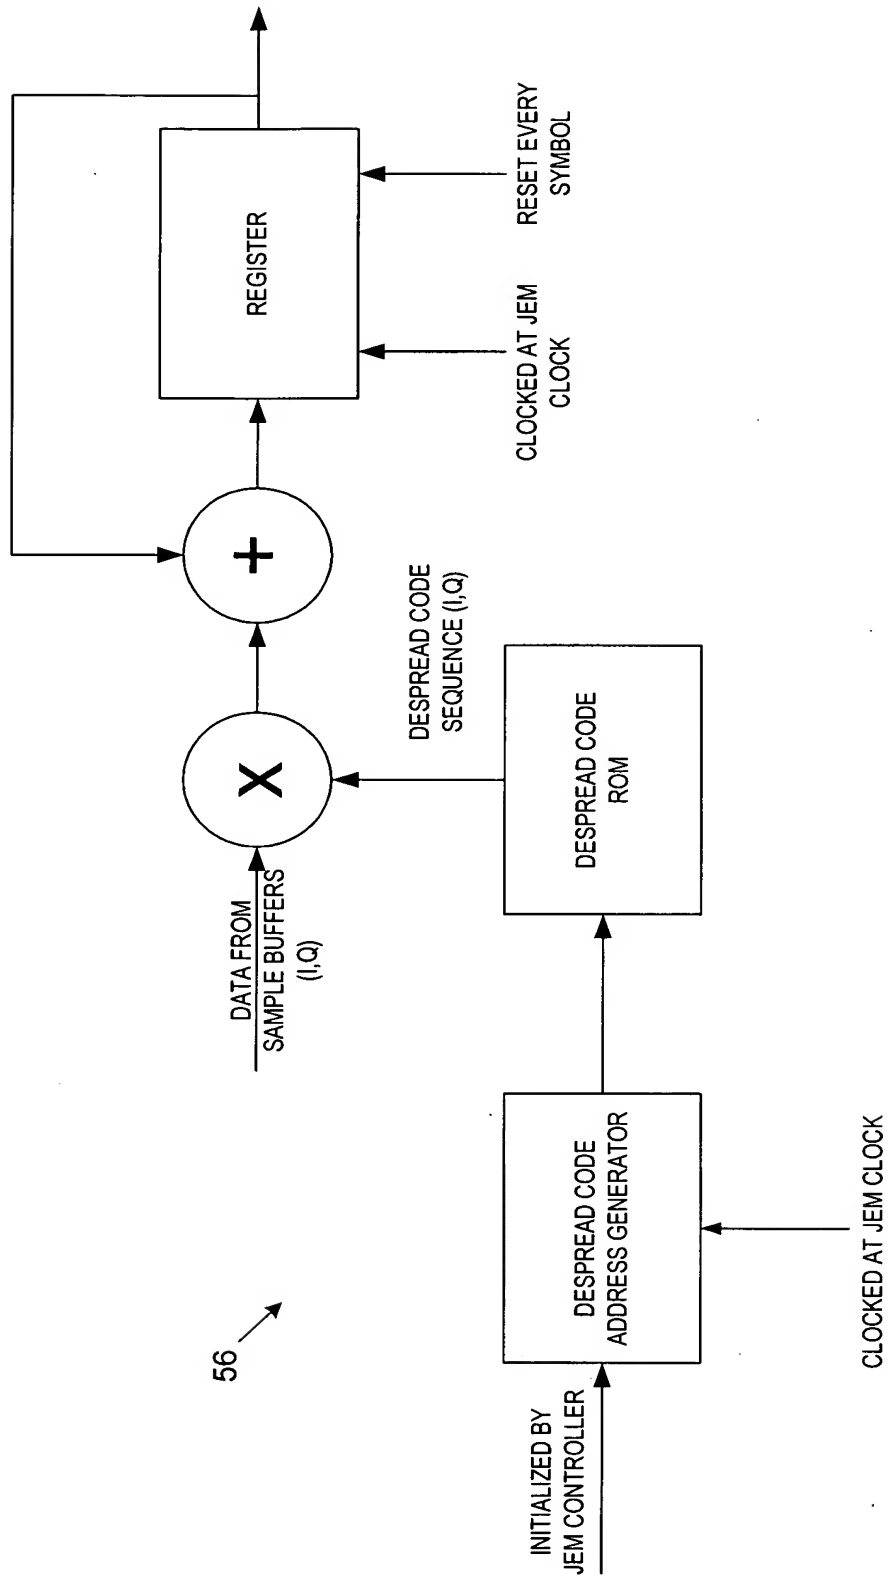 REGISTER
RESET EVERY
SYMBOL
CLOCKED AT JEM
CLOCK
+
X
DATA FROM
SAMPLE BUFFERS
(I,Q)
DESPREAD CODE
SEQUENCE (I,Q)
DESPREAD CODE
ROM
DESPREAD CODE
ADDRESS GENERATOR
INITIALIZED BY
JEM CONTROLLER
CLOCKED AT JEM CLOCK
56